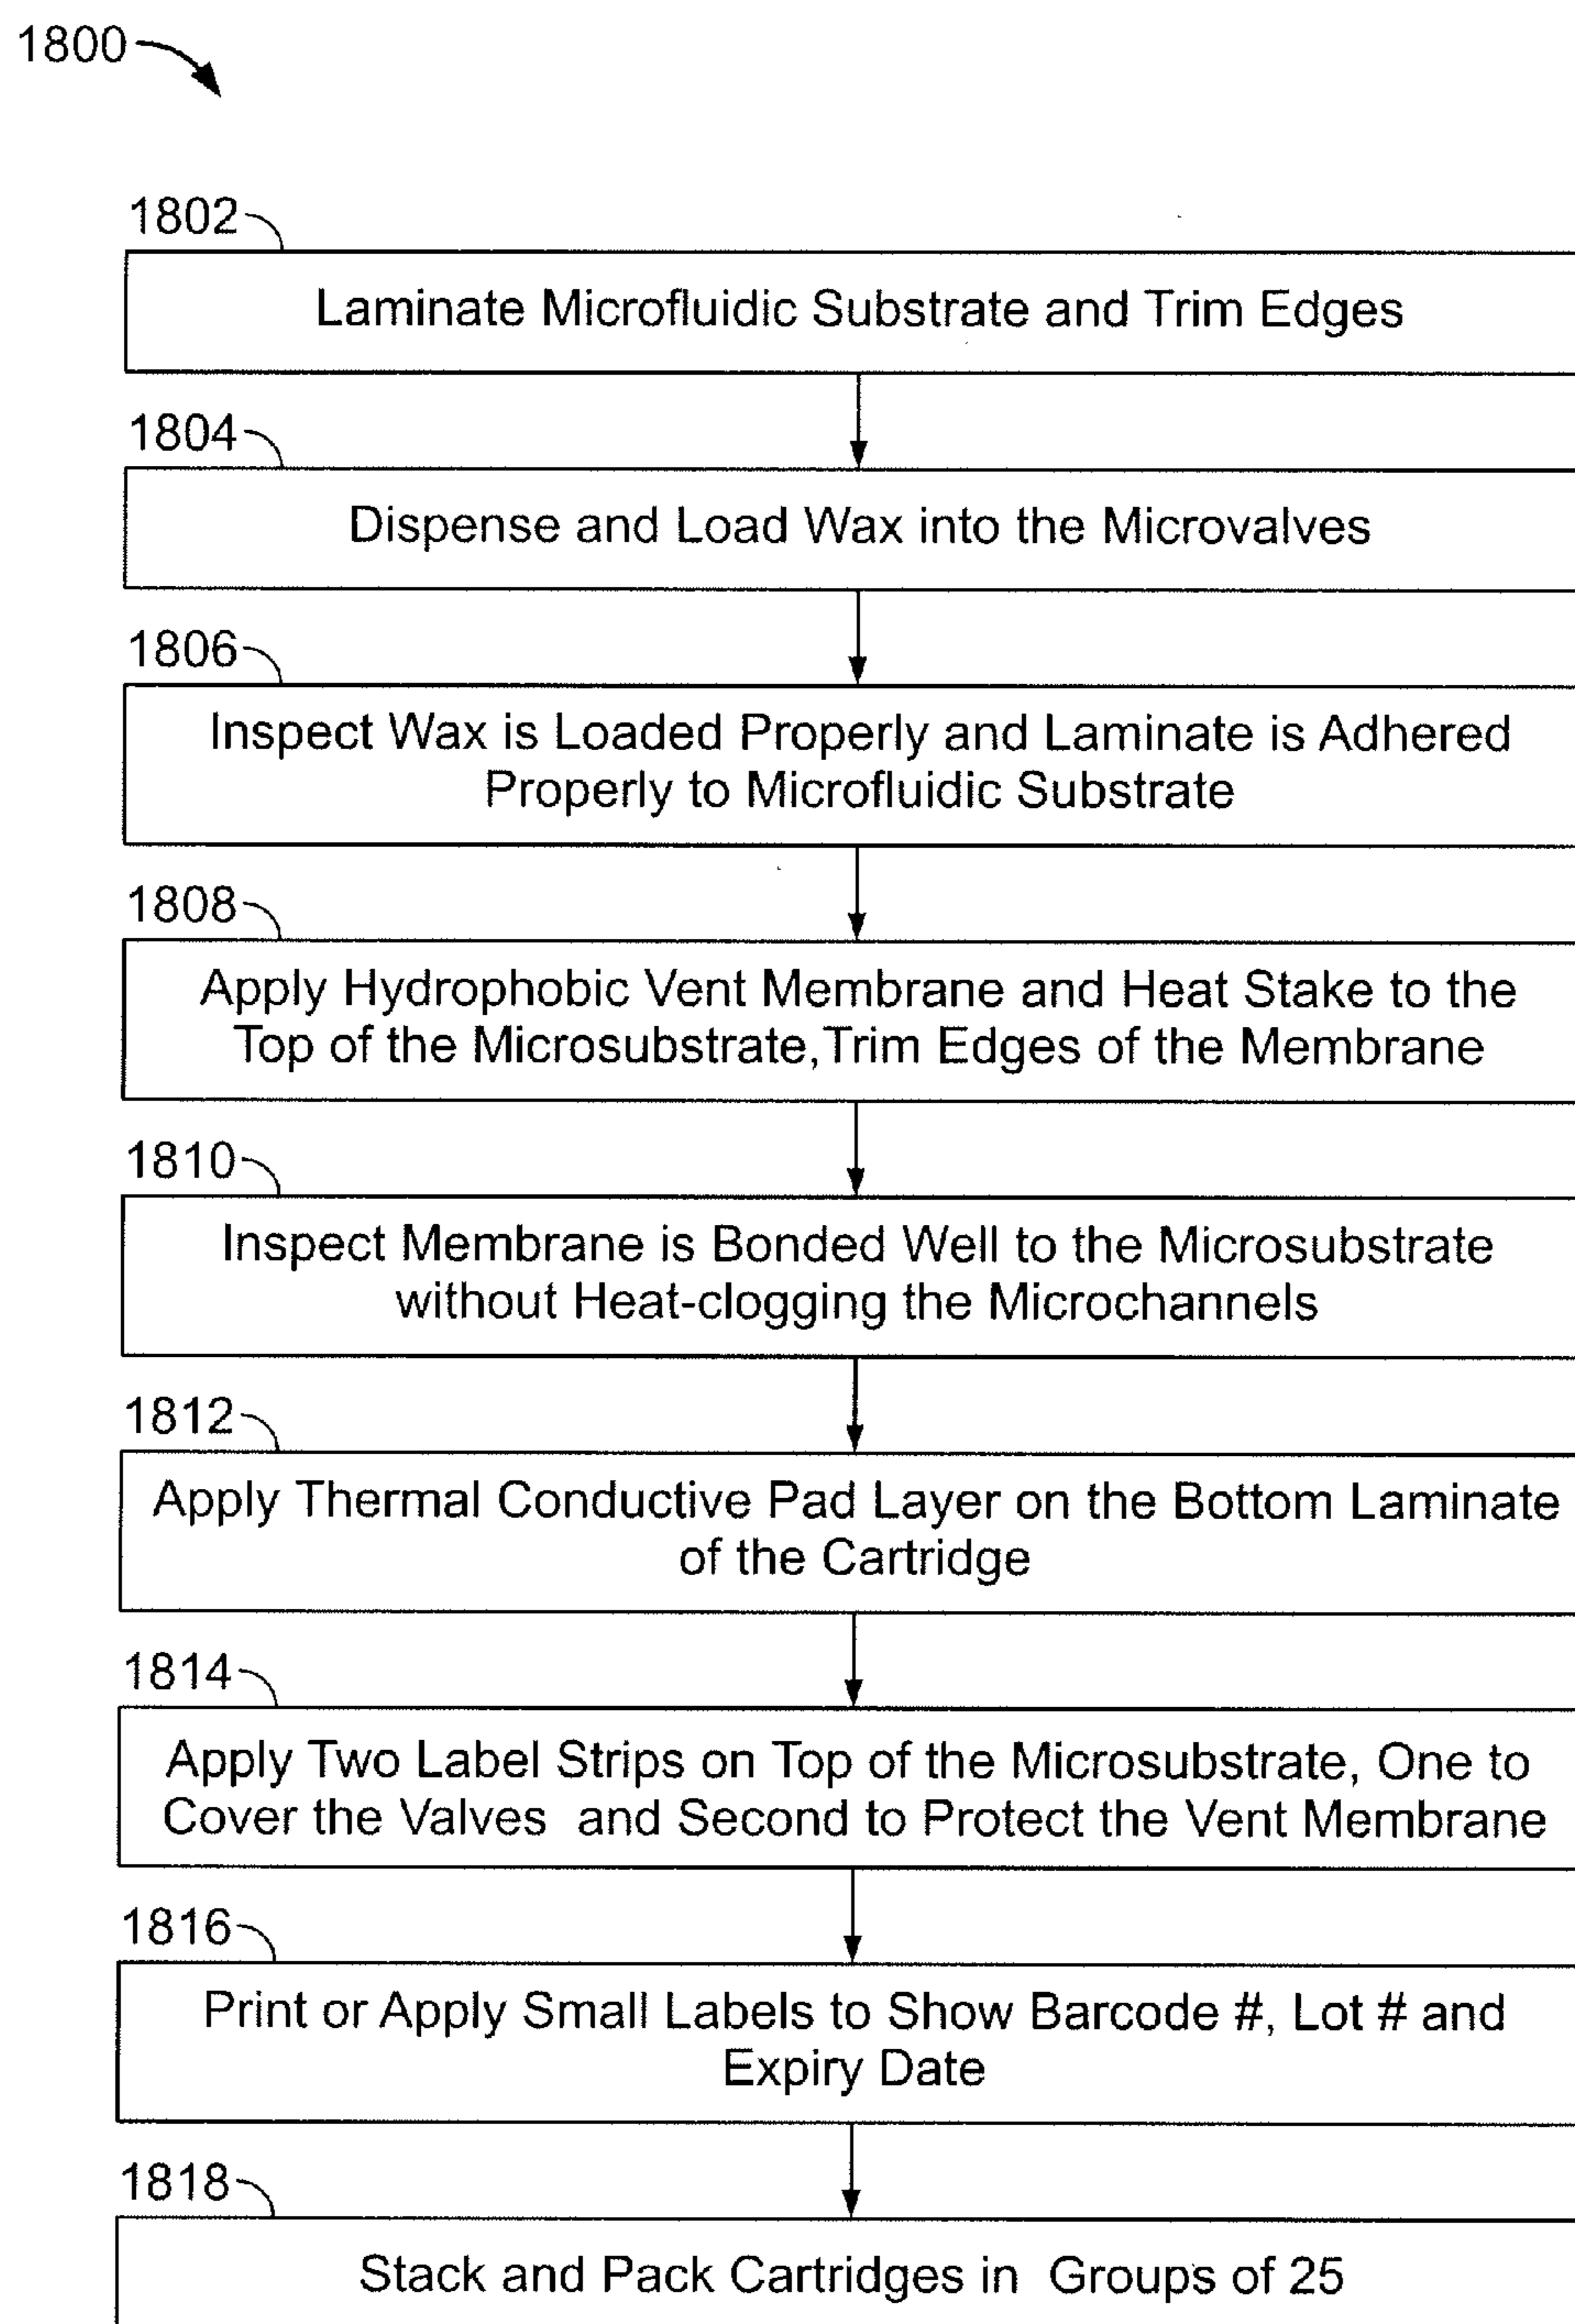 1800
1802
Laminate Microfluidic Substrate and Trim Edges
1804
Dispense and Load Wax into the Microvalves
1806
Inspect Wax is Loaded Properly and Laminate is Adhered
Properly to Microfluidic Substrate
1808
Apply Hydrophobic Vent Membrane and Heat Stake to the
Top of the Microsubstrate,Trim Edges of the Membrane
1810
Inspect Membrane is Bonded Well to the Microsubstrate
without Heat-clogging the Microchannels
1812
Apply Thermal Conductive Pad Layer on the Bottom Laminate
of the Cartridge
1814
Apply Two Label Strips on Top of the Microsubstrate, One to
Cover the Valves and Second to Protect the Vent Membrane
1816
Print or Apply Small Labels to Show Barcode #, Lot # and
Expiry Date
1818
Stack and Pack Cartridges in Groups of 25